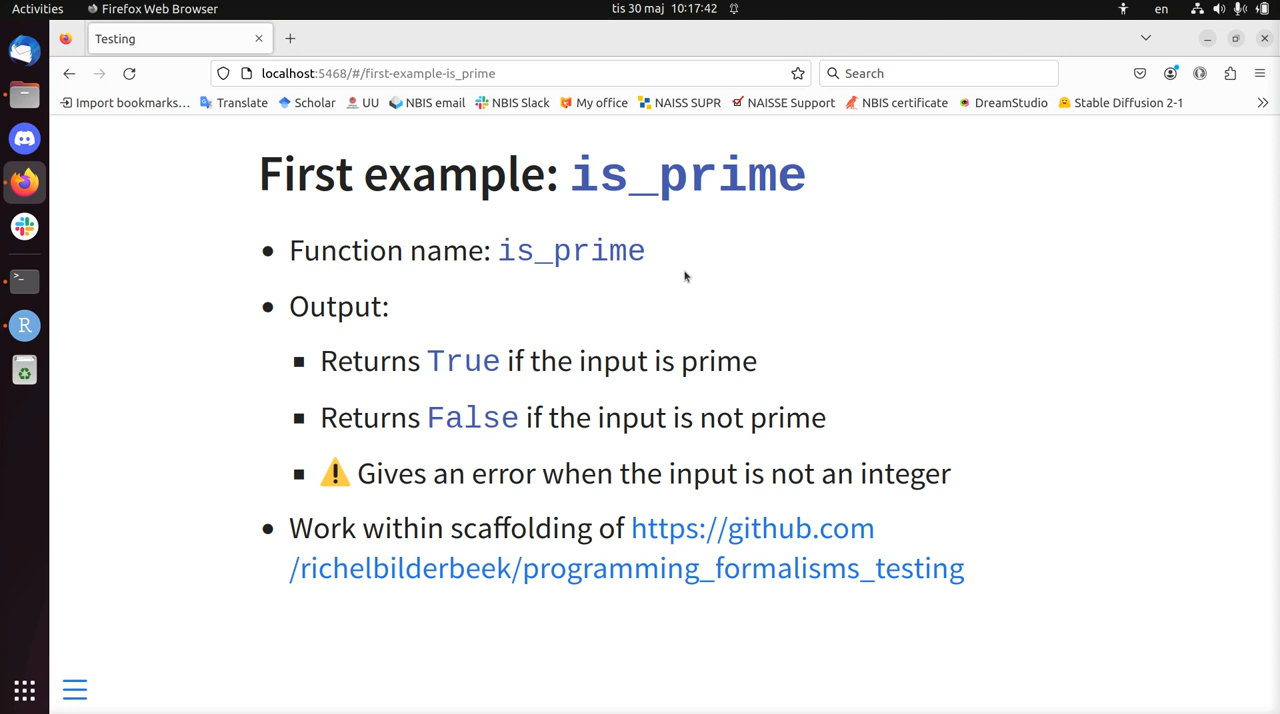 Activities
Firefox Web Browser
tis 30 maj 10:17:42
en
Testing
localhost:5468/#/first-example-is_prime
Search
Import bookmarks...
Translate
Scholar
UU
NBIS email
NBIS Slack
My office
NAISS SUPR
NAISSE Support
NBIS certificate
DreamStudio
Stable Diffusion 2-1
First example: is_prime
Function name: is_prime
Output:
Returns True if the input is prime
Returns False if the input is not prime
⚠️ Gives an error when the input is not an integer
Work within scaffolding of https://github.com
/richelbilderbeek/programming_formalisms_testing